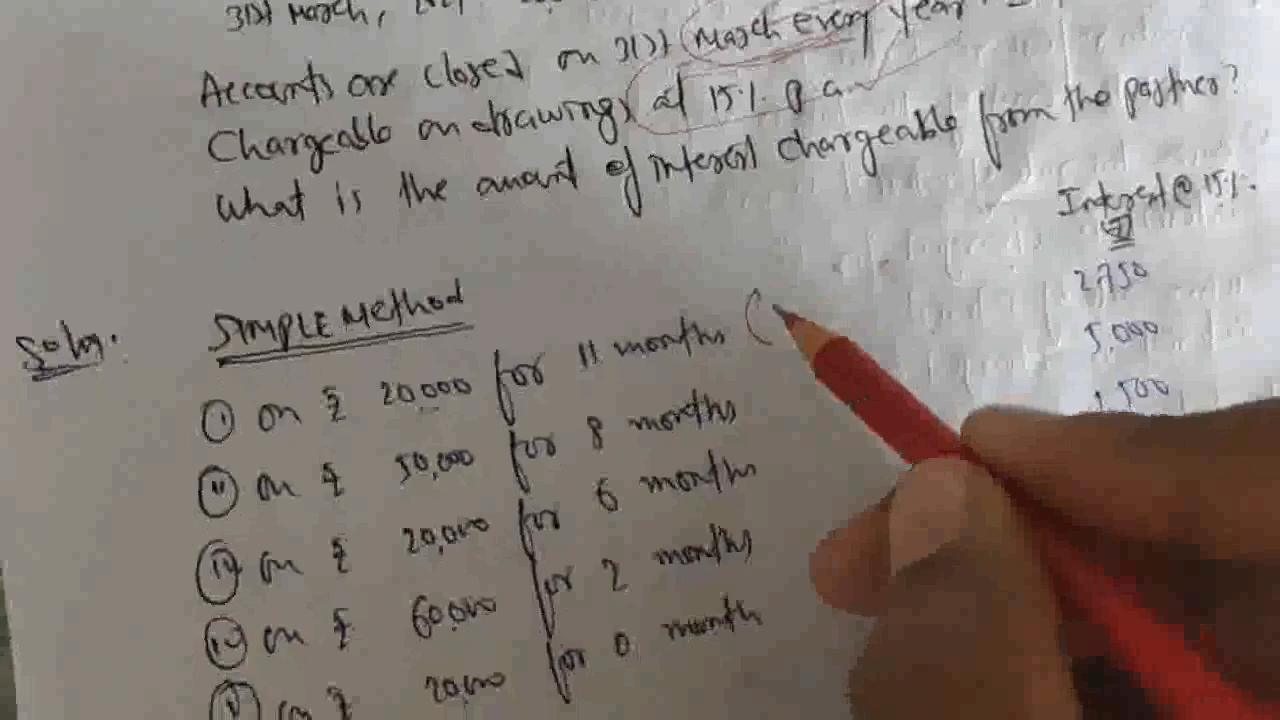 31st March,
Accounts are closed on 31st March every year.
Chargeable on drawings at 15% p a
What is the amount of interest chargeable from the partner?
Interest @ 15%.
Soln. SIMPLE Method
2,750
(i) on ₹ 20,000 for 11 months (
5,000
(ii) on ₹ 50,000 for 8 months
1,500
on ₹ 20,000 for 6 months
(iv) on ₹ 60,000 for 2 months
(v) on ₹ 20,000 for 0 month